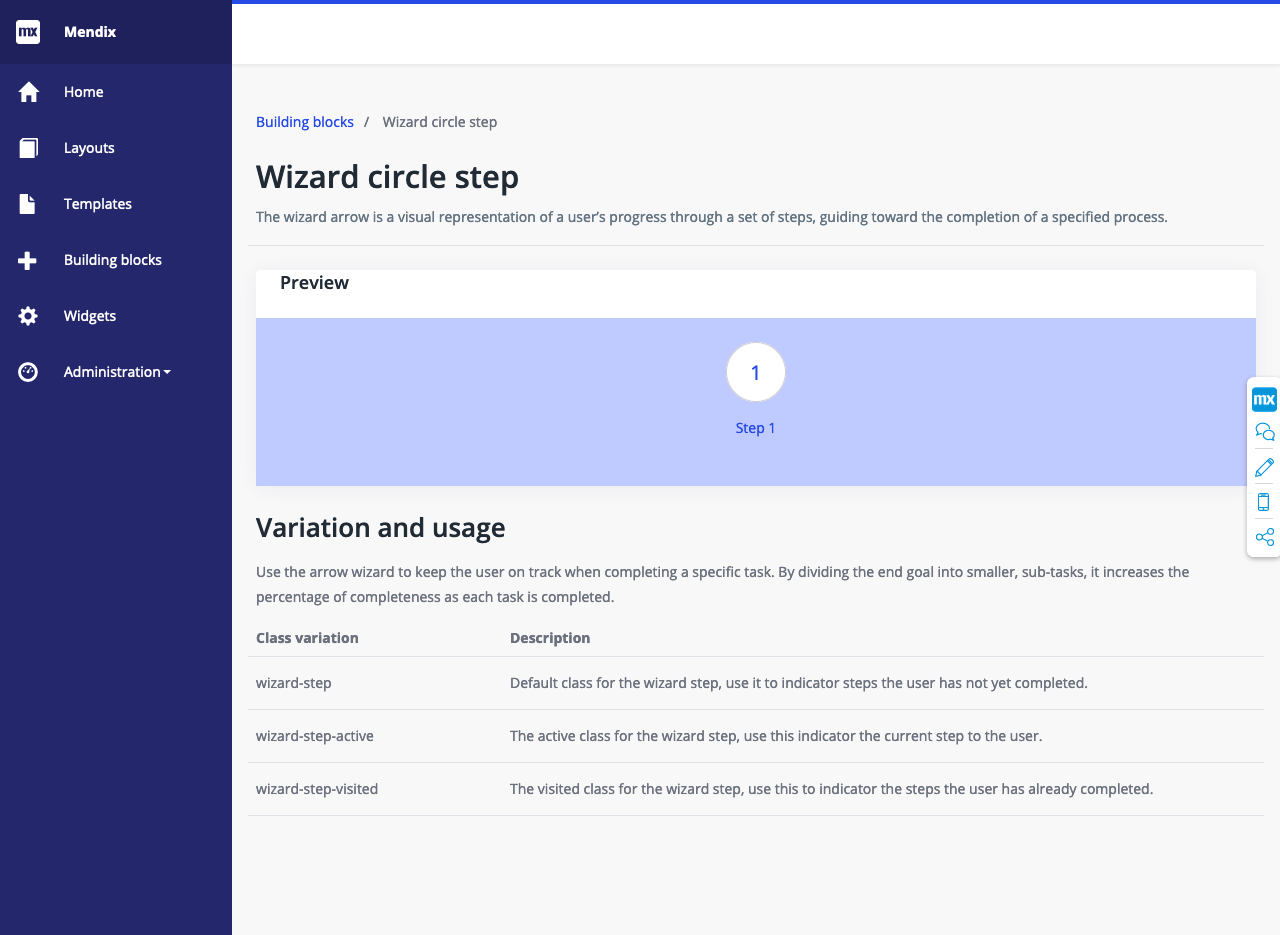 mx Mendix
Home
Layouts
Templates
Building blocks
Widgets
Administration
Building blocks / Wizard circle step
Wizard circle step
The wizard arrow is a visual representation of a user’s progress through a set of steps, guiding toward the completion of a specified process.
Preview
1
Step 1
mx
Variation and usage
Use the arrow wizard to keep the user on track when completing a specific task. By dividing the end goal into smaller, sub-tasks, it increases the
percentage of completeness as each task is completed.
Class variation Description
wizard-step Default class for the wizard step, use it to indicator steps the user has not yet completed.
wizard-step-active The active class for the wizard step, use this indicator the current step to the user.
wizard-step-visited The visited class for the wizard step, use this to indicator the steps the user has already completed.